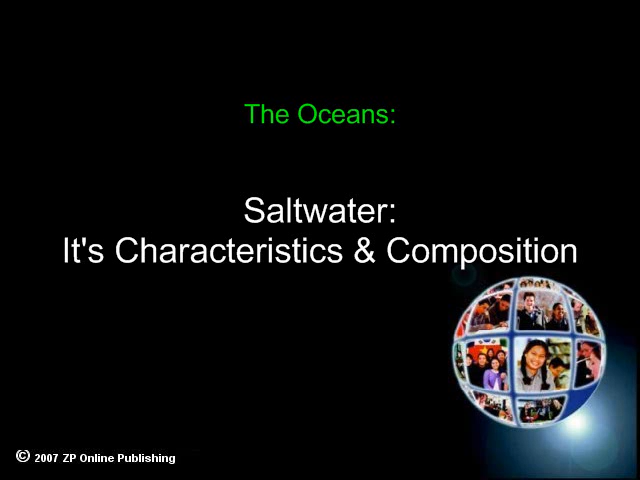 The Oceans:
Saltwater:
It's Characteristics & Composition
© 2007 ZP Online Publishing